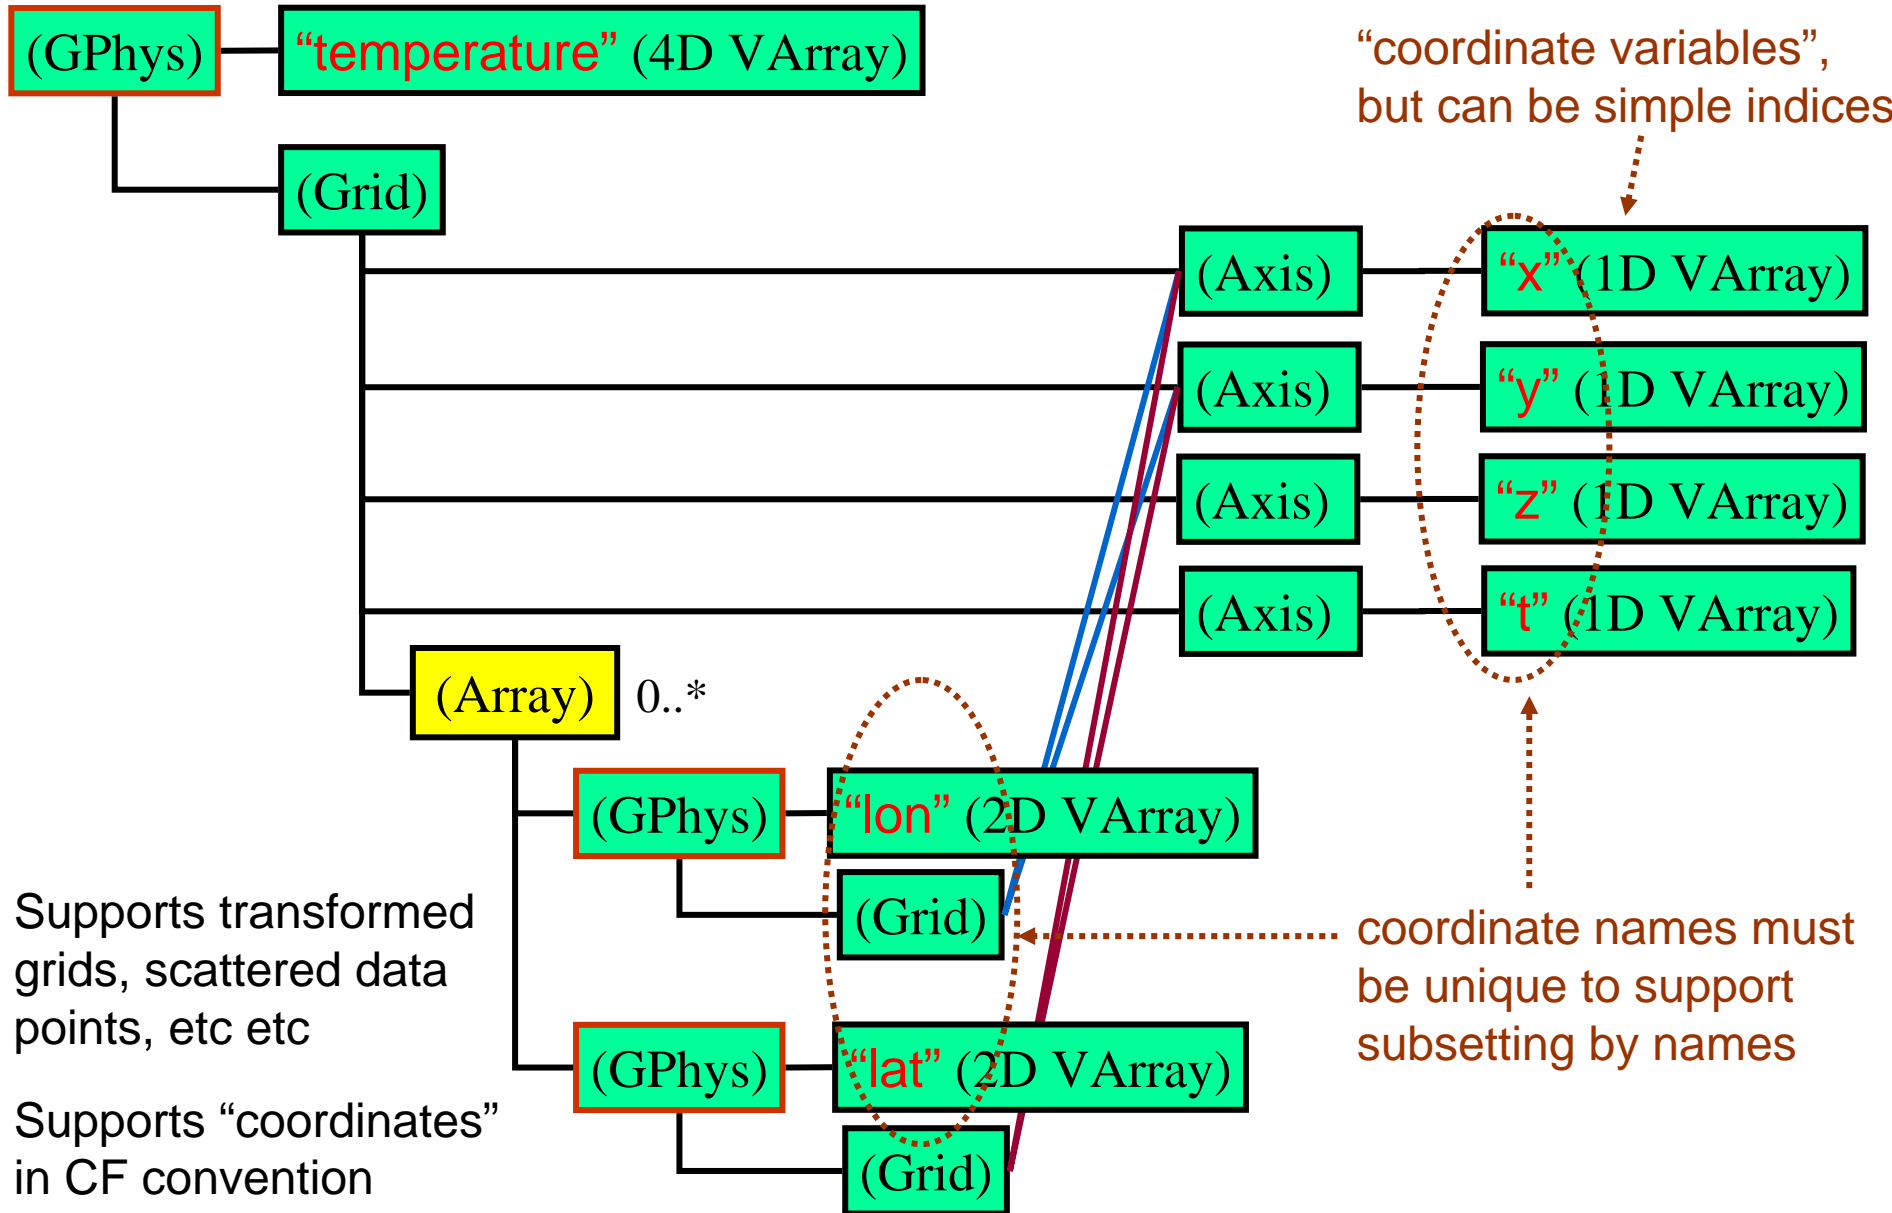 (GPhys)
“temperature” (4D VArray)
“coordinate variables”,
but can be simple indices
(Grid)
(Axis)
“x” (1D VArray)
(Axis)
“y” (1D VArray)
(Axis)
“z” (1D VArray)
(Axis)
“t” (1D VArray)
(Array)
0..*
(GPhys)
“lon” (2D VArray)
(Grid)
Supports transformed
grids, scattered data
points, etc etc
coordinate names must
be unique to support
subsetting by names
(GPhys)
“lat” (2D VArray)
(Grid)
Supports “coordinates”
in CF convention